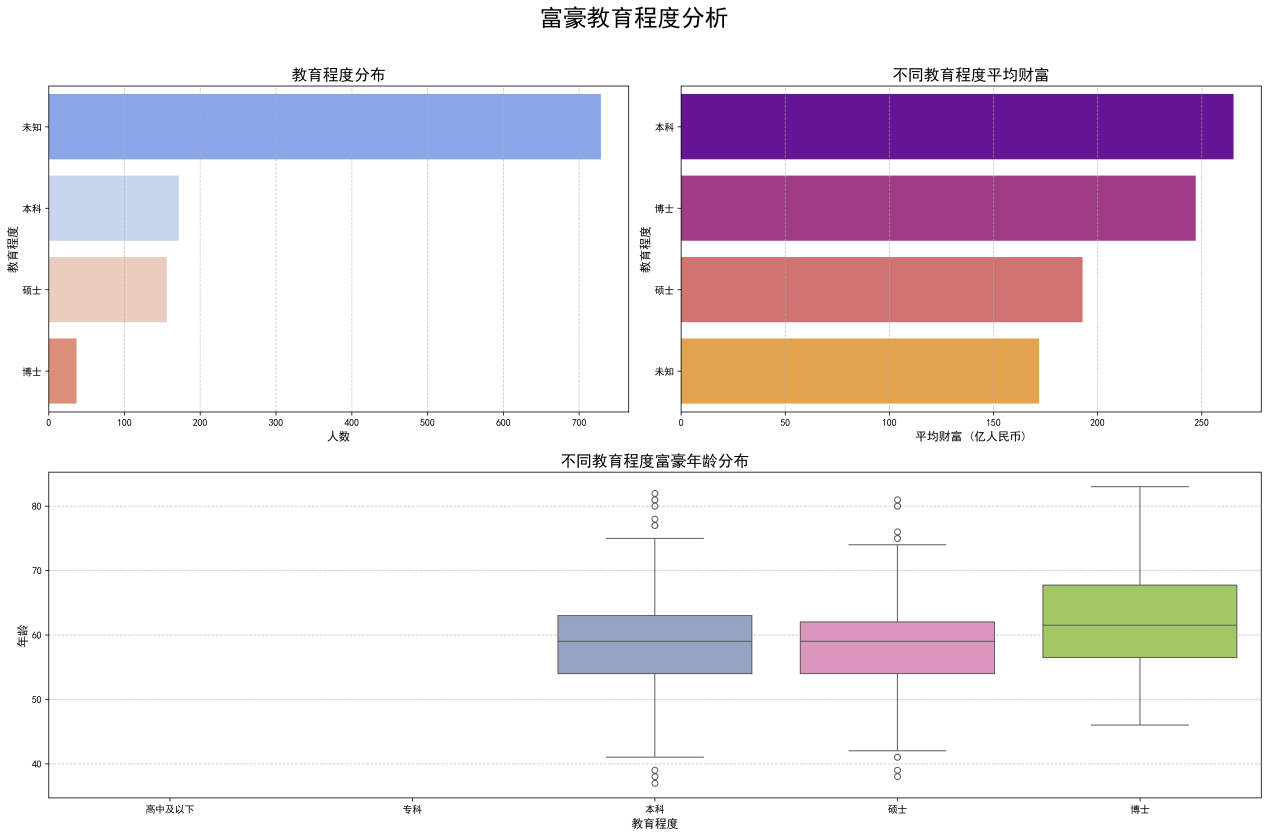 富豪教育程度分析
教育程度分布
教育程度
未知
本科
硕士
博士
0 100 200 300 400 500 600 700
人数
不同教育程度平均财富
教育程度
本科
博士
硕士
未知
0 50 100 150 200 250
平均财富（亿人民币）
不同教育程度富豪年龄分布
年龄
80
70
60
50
40
高中及以下 专科 本科 硕士 博士
教育程度